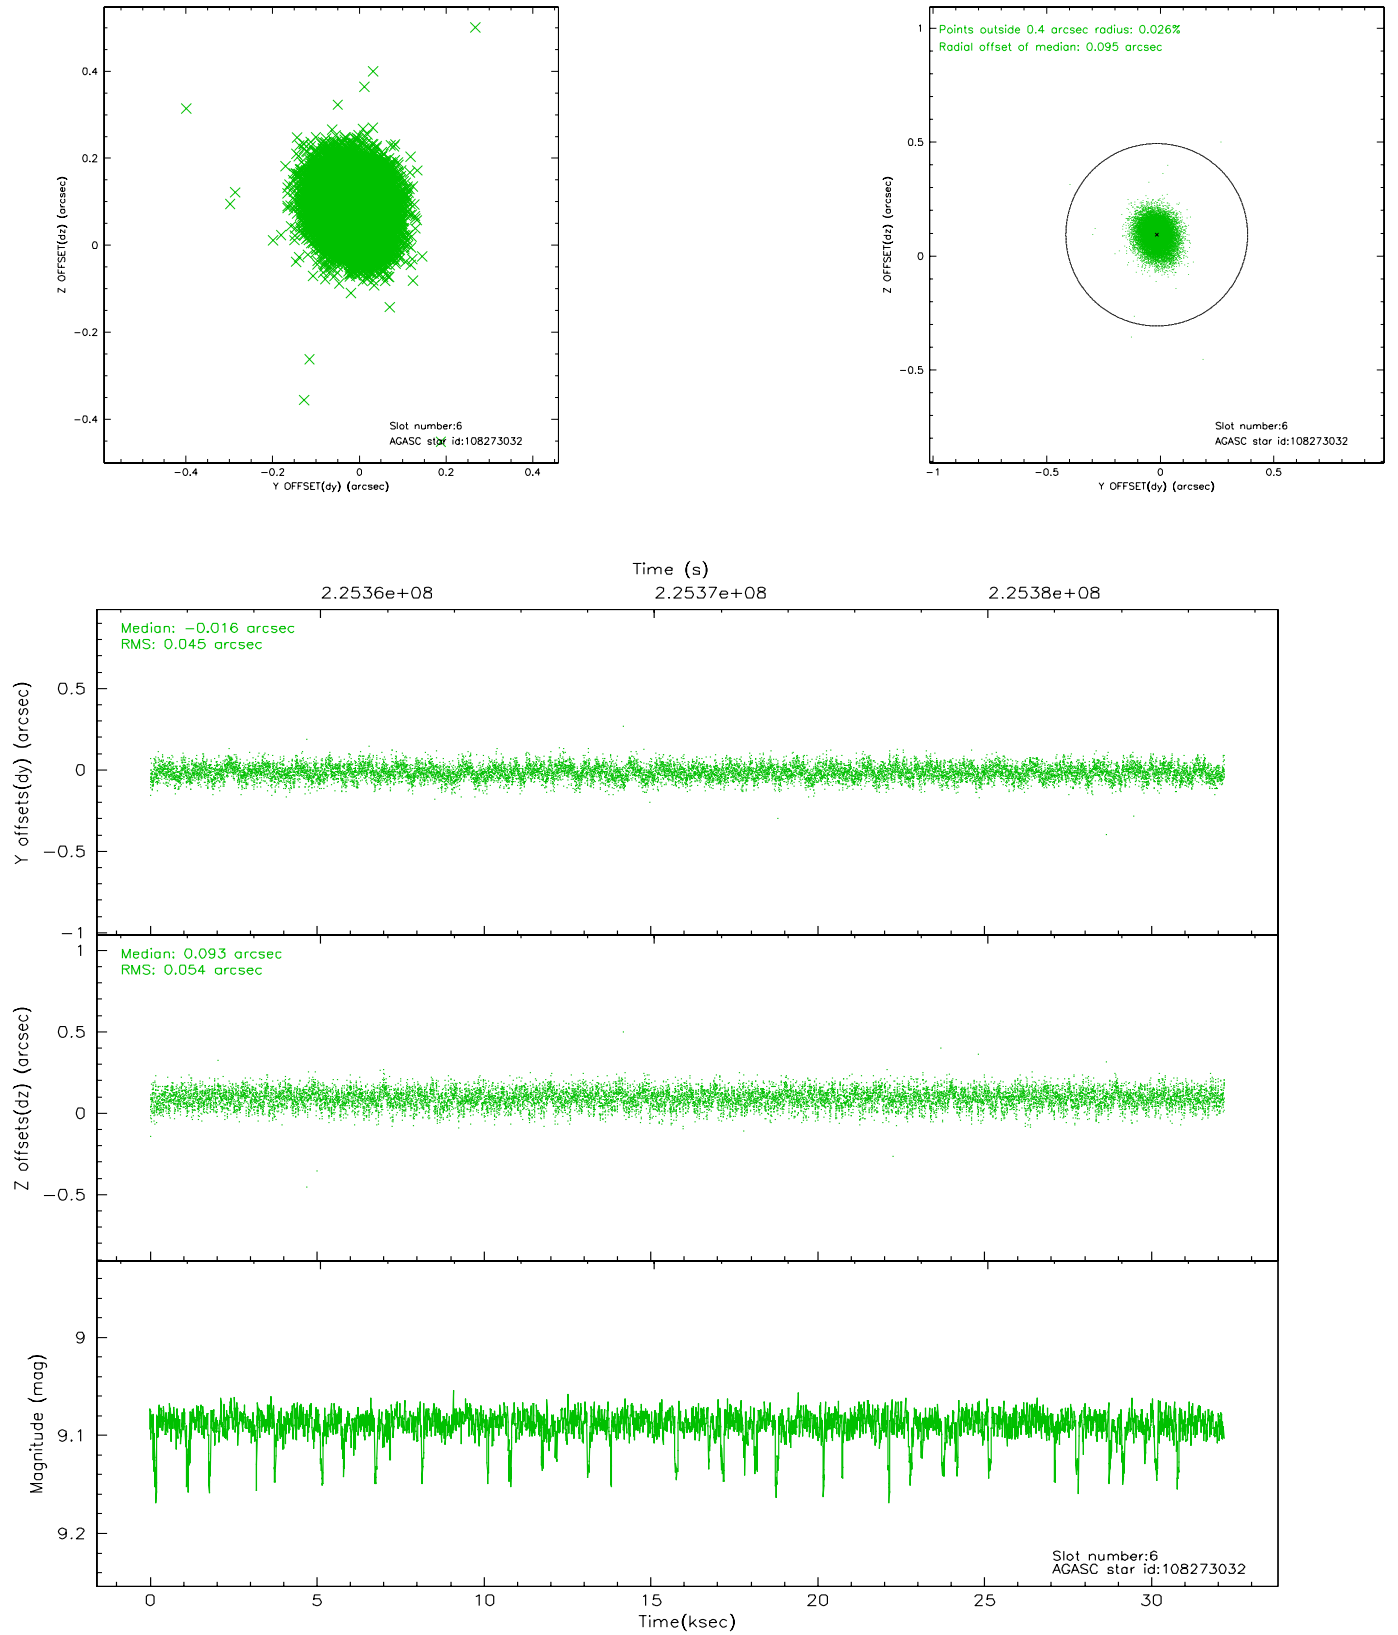 0.4
0.2
0
−0.2
−0.4
Z OFFSET(dz) (arcsec)
Slot number:6
AGASC star id:108273032
−0.4
−0.2
0
0.2
0.4
Y OFFSET(dy) (arcsec)
Points outside 0.4 arcsec radius: 0.026%
Radial offset of median: 0.095 arcsec
1
0.5
0
−0.5
Z OFFSET(dz) (arcsec)
Slot number:6
AGASC star id:108273032
−1
−0.5
0
0.5
Y OFFSET(dy) (arcsec)
Time (s)
2.2536e+08
2.2537e+08
2.2538e+08
Median: −0.016 arcsec
RMS: 0.045 arcsec
0.5
0
−0.5
−1
Y offsets(dy) (arcsec)
Median: 0.093 arcsec
RMS: 0.054 arcsec
1
0.5
0
−0.5
Z offsets(dz) (arcsec)
9
9.1
9.2
Magnitude (mag)
Slot number:6
AGASC star id:108273032
0
5
10
15
20
25
30
Time(ksec)